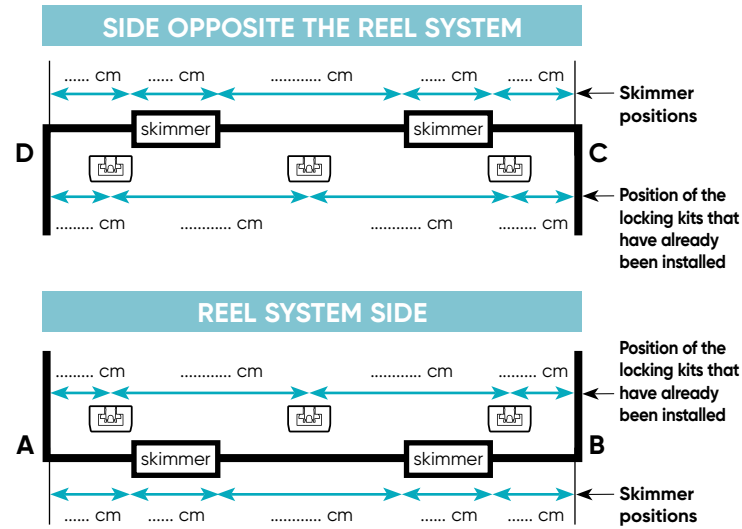 SIDE OPPOSITE THE REEL SYSTEM
...... cm ...... cm ............ cm ...... cm ...... cm
Skimmer
positions
skimmer skimmer
D C
Position of the
locking kits that
have already
been installed
......... cm ............ cm ............ cm ......... cm
REEL SYSTEM SIDE
Position of the
locking kits that
have already
been installed
......... cm ............ cm ............ cm ......... cm
A B
skimmer skimmer
Skimmer
positions
...... cm ...... cm ............ cm ...... cm ...... cm